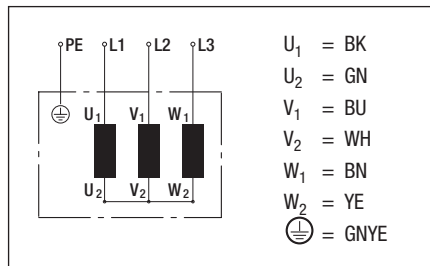 PE L1 L2 L3
U₁ V₁ W₁
U₂ V₂ W₂
U₁ = BK
U₂ = GN
V₁ = BU
V₂ = WH
W₁ = BN
W₂ = YE
⏚ = GNYE